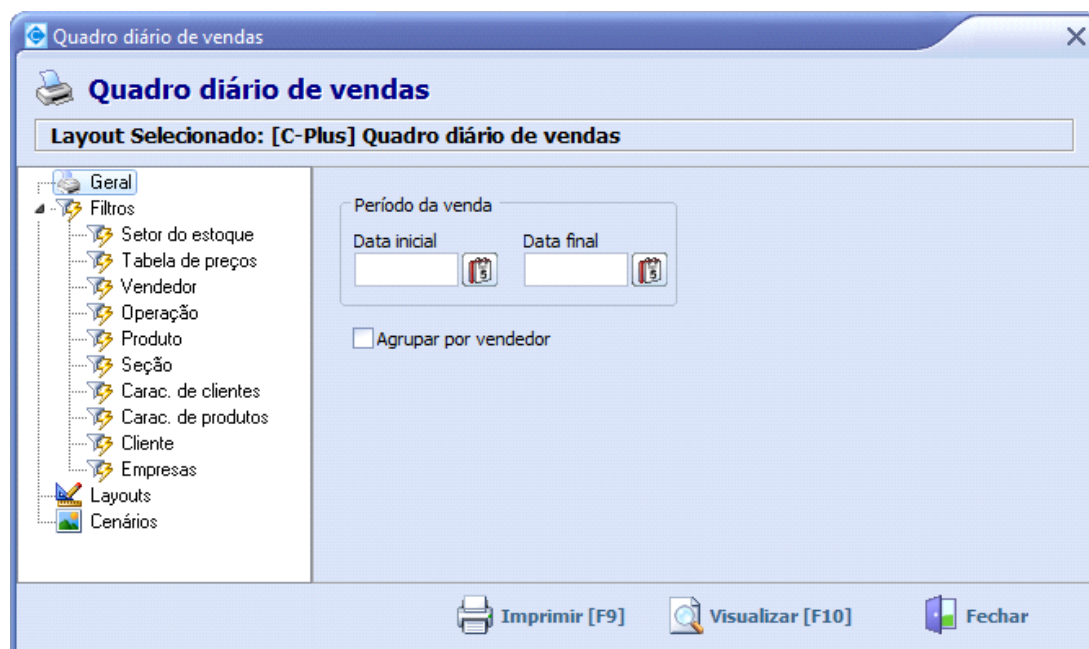 Quadro diário de vendas
Quadro diário de vendas
Layout Selecionado: [C-Plus] Quadro diário de vendas
Geral
Filtros
Setor do estoque
Tabela de preços
Vendedor
Operação
Produto
Seção
Carac. de clientes
Carac. de produtos
Cliente
Empresas
Layouts
Cenários
Período da venda
Data inicial Data final
5 5
Agrupar por vendedor
Imprimir [F9] Visualizar [F10] Fechar